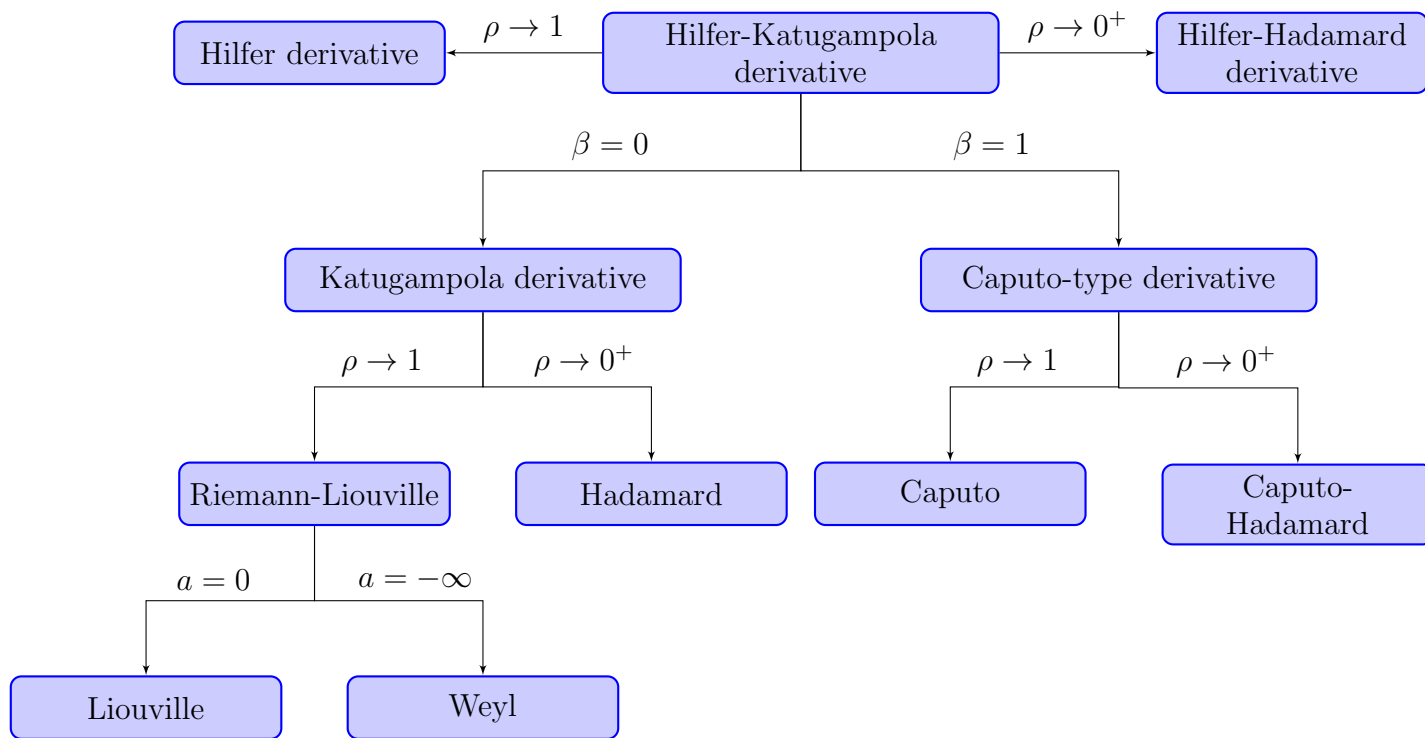 Hilfer derivative
ρ → 1
Hilfer-Katugampola
derivative
ρ → 0⁺
Hilfer-Hadamard
derivative
β = 0
β = 1
Katugampola derivative
Caputo-type derivative
ρ → 1
ρ → 0⁺
ρ → 1
ρ → 0⁺
Riemann-Liouville
Hadamard
Caputo
Caputo-
Hadamard
a = 0
a = −∞
Liouville
Weyl